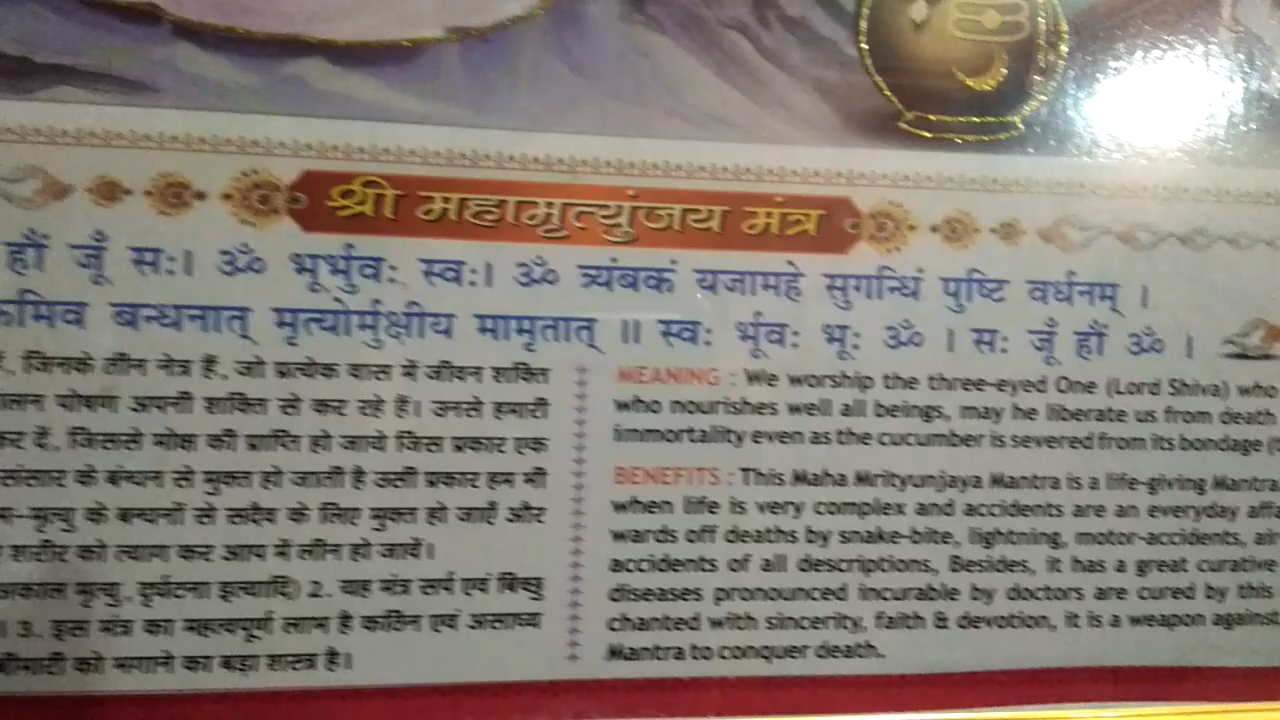 श्री महामृत्युंजय मंत्र
हौं जूँ सः। ॐ भूर्भुवः स्वः। ॐ त्र्यंबकं यजामहे सुगन्धिं पुष्टि वर्धनम् ।
कमिव बन्धनात् मृत्योर्मुक्षीय मामृतात् ॥ स्वः र्भूवः भूः ॐ । सः जूँ हौं ॐ ।
जिनके तीन नेत्र हैं, जो प्रत्येक वास में जीवन शक्ति
पोषण अपनी शक्ति से कर रहे हैं। उनसे हमारी
कर दें, जिससे मोक्ष की प्राप्ति हो जाये जिस प्रकार एक
संसार के बंधन से मुक्त हो जाती है उसी प्रकार हम भी
मृत्यु के बन्धनों से सदैव के लिए मुक्त हो जाएँ और
शरीर को त्याग कर आप में लीन हो जावें।
अकाल मृत्यु, दुर्घटना इत्यादि) 2. यह मंत्र सर्प एवं बिच्छु
। 3. इस मंत्र का महत्वपूर्ण लाभ है कठिन एवं असाध्य
बीमारी को भगाने का बड़ा शस्त्र है।
MEANING : We worship the three-eyed One (Lord Shiva) who
who nourishes well all beings, may he liberate us from death
immortality even as the cucumber is severed from its bondage
BENEFITS : This Maha Mrityunjaya Mantra is a life-giving Mantra
when life is very complex and accidents are an everyday
wards off deaths by snake-bite, lightning, motor-accidents, air
accidents of all descriptions, Besides, it has a great curative
diseases pronounced incurable by doctors are cured by this
chanted with sincerity, faith & devotion, it is a weapon against
Mantra to conquer death.